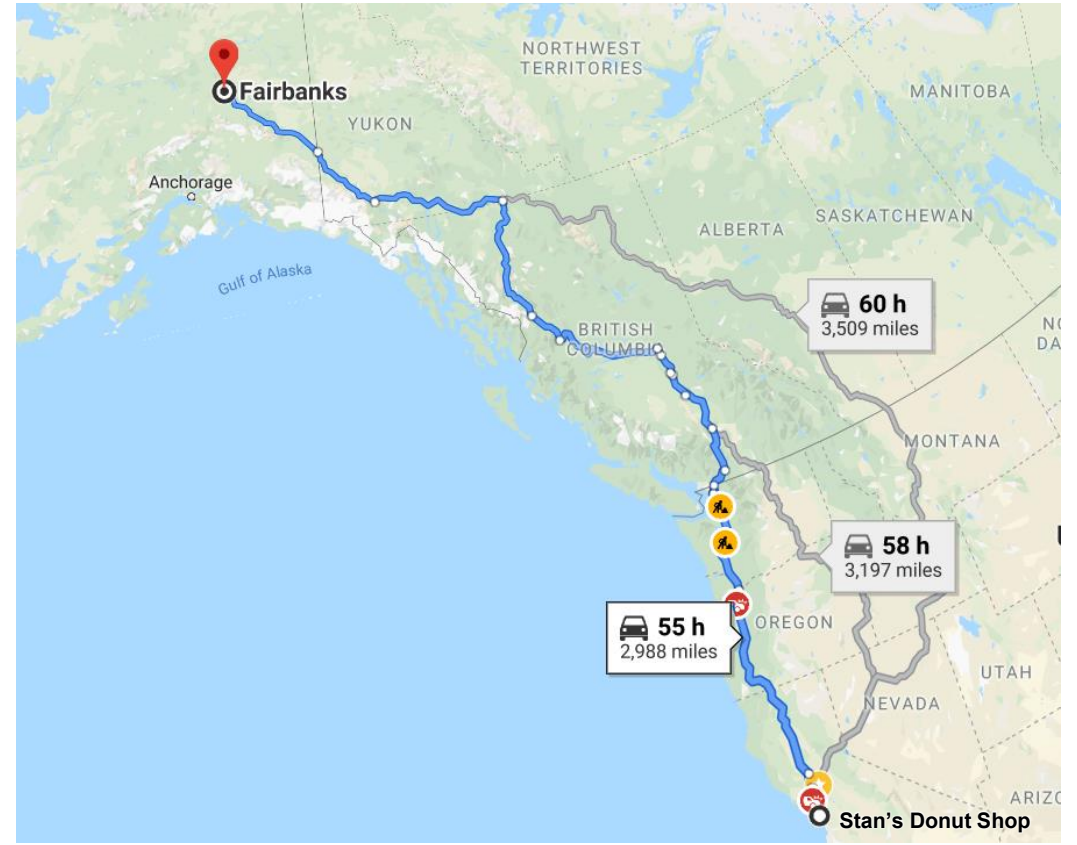 NORTHWEST
TERRITORIES
MANITOBA
Fairbanks
YUKON
Anchorage
SASKATCHEWAN
ALBERTA
Gulf of Alaska
60 h
3,509 miles
BRITISH
COLUMBIA
MONTANA
58 h
3,197 miles
OREGON
55 h
2,988 miles
UTAH
NEVADA
Stan's Donut Shop